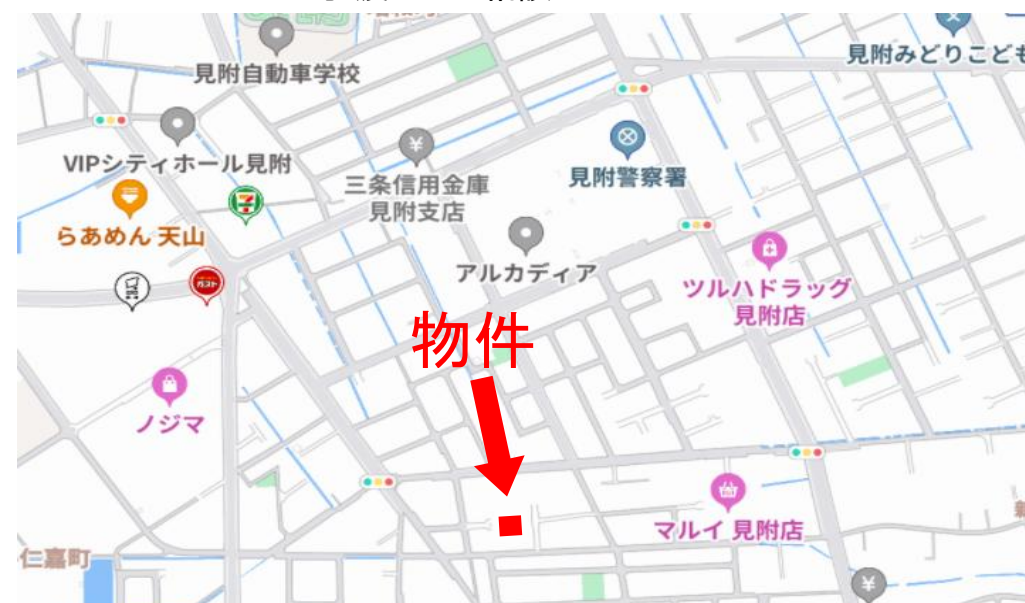 見附自動車学校
見附みどりこども
VIPシティホール見附
三条信用金庫
見附支店
見附警察署
らあめん 天山
アルカディア
ツルハドラッグ
見附店
物件
ノジマ
マルイ 見附店
仁嘉町